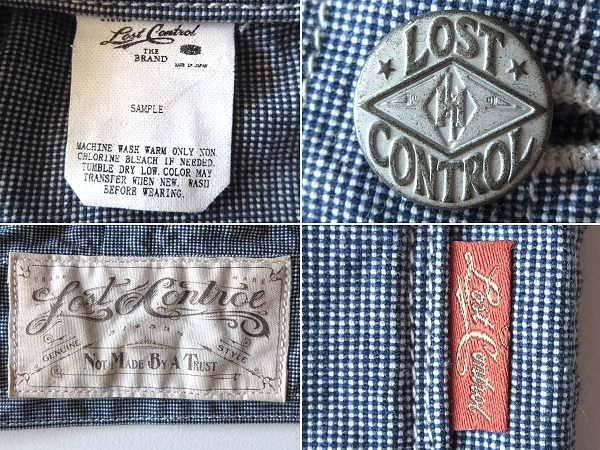 Lost Control
THE
BRAND
MADE IN JAPAN
SAMPLE
MACHINE WASH WARM ONLY NON.
CHLORINE BLEACH IF NEEDED.
TUMBLE DRY LOW. COLOR MAY
TRANSFER WHEN NEW. WASH
BEFORE WEARING.
LOST
CONTROL
Lost Control
GENUINE STYLE
NOT MADE BY A TRUST
Lost Control